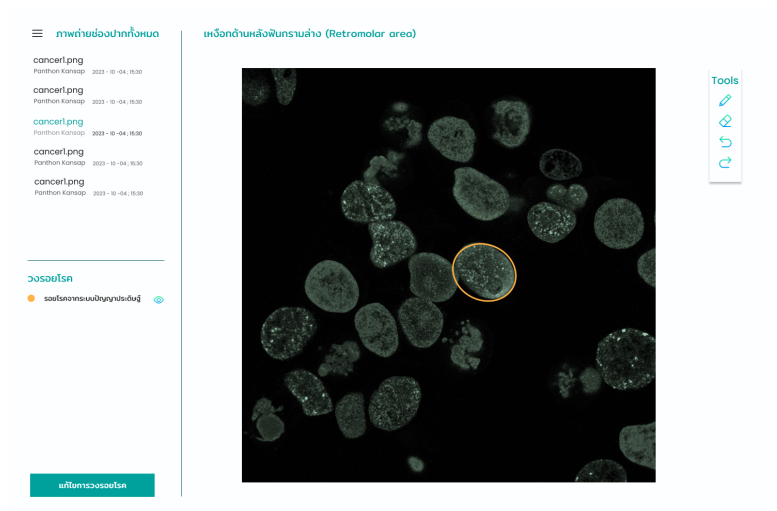 ภาพถ่ายช่องปากทั้งหมด
cancer1.png
Panthon Kansap 2023 - 10 -04 ; 15:30
cancer1.png
Panthon Kansap 2023 - 10 -04 ; 15:30
cancer1.png
Panthon Kansap 2023 - 10 -04 ; 15:30
cancer1.png
Panthon Kansap 2023 - 10 -04 ; 15:30
cancer1.png
Panthon Kansap 2023 - 10 -04 ; 15:30
วงรอยโรค
รอยโรคจากระบบปัญญาประดิษฐ์
แก้ไขการวงรอยโรค
เหงือกด้านหลังฟันกรามล่าง (Retromolar area)
Tools